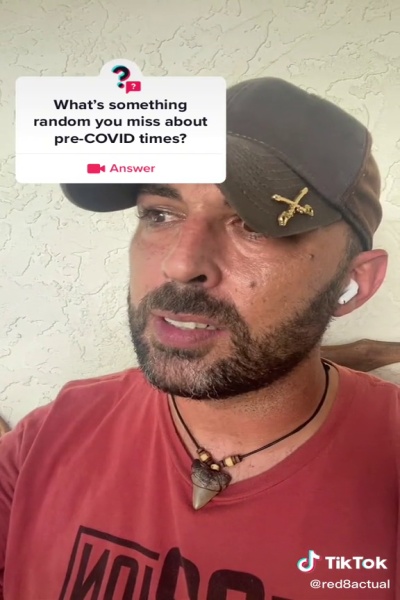 What's something
random you miss about
pre-COVID times?
Answer
TikTok
@red8actual